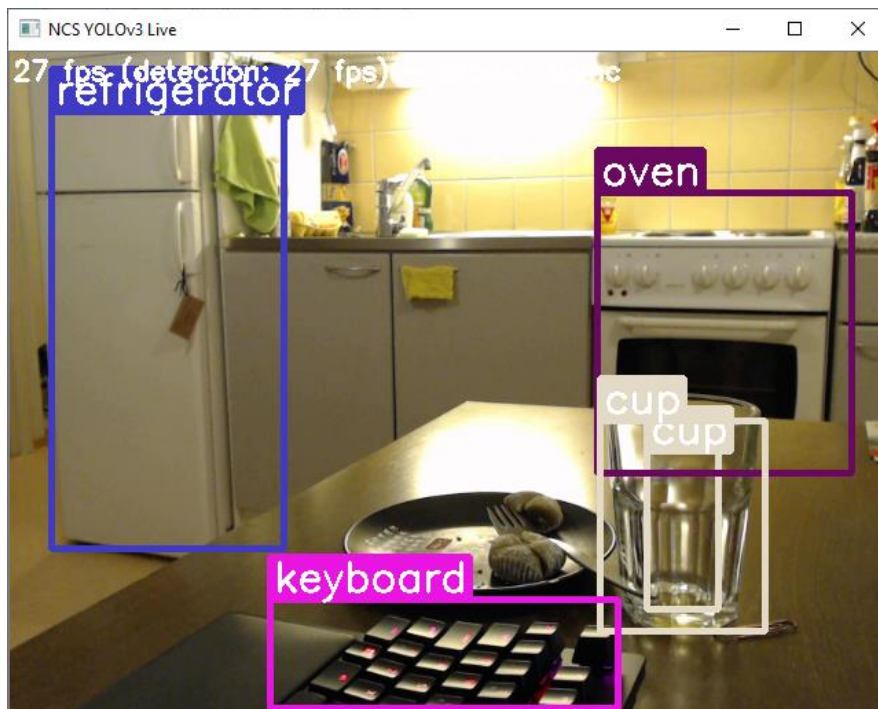 NCS YOLOv3 Live
27 fps (detection: 27 fps)
refrigerator
oven
cup
cup
keyboard